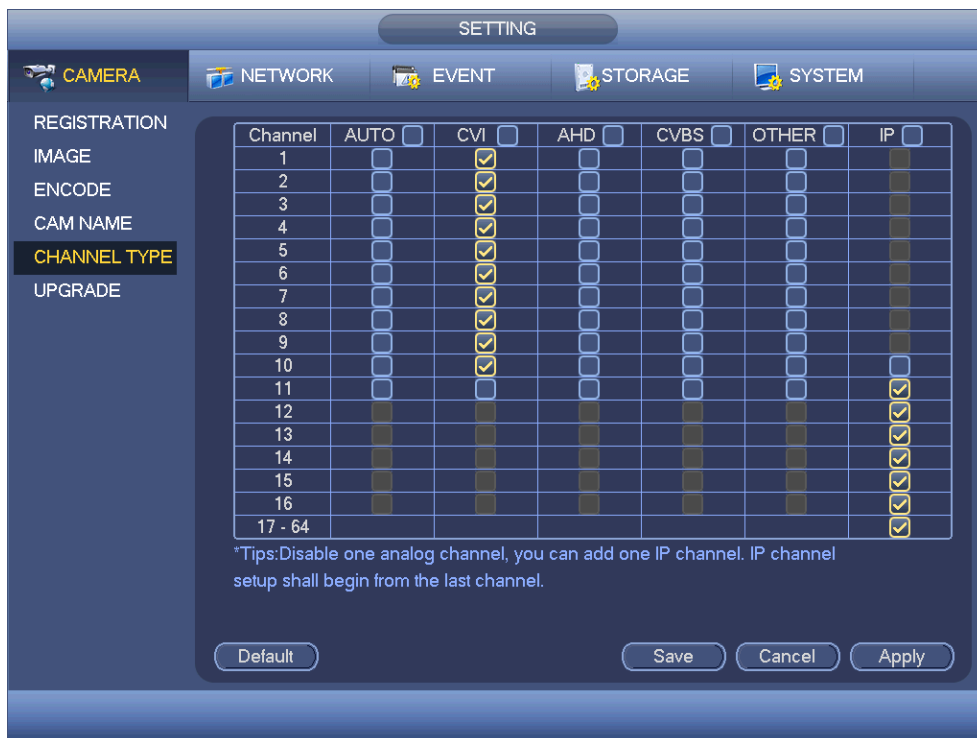 SETTING
CAMERA NETWORK EVENT STORAGE SYSTEM
REGISTRATION
IMAGE
ENCODE
CAM NAME
CHANNEL TYPE
UPGRADE
Channel AUTO CVI AHD CVBS OTHER IP
1
2
3
4
5
6
7
8
9
10
11
12
13
14
15
16
17 - 64
*Tips:Disable one analog channel, you can add one IP channel. IP channel
setup shall begin from the last channel.
Default Save Cancel Apply